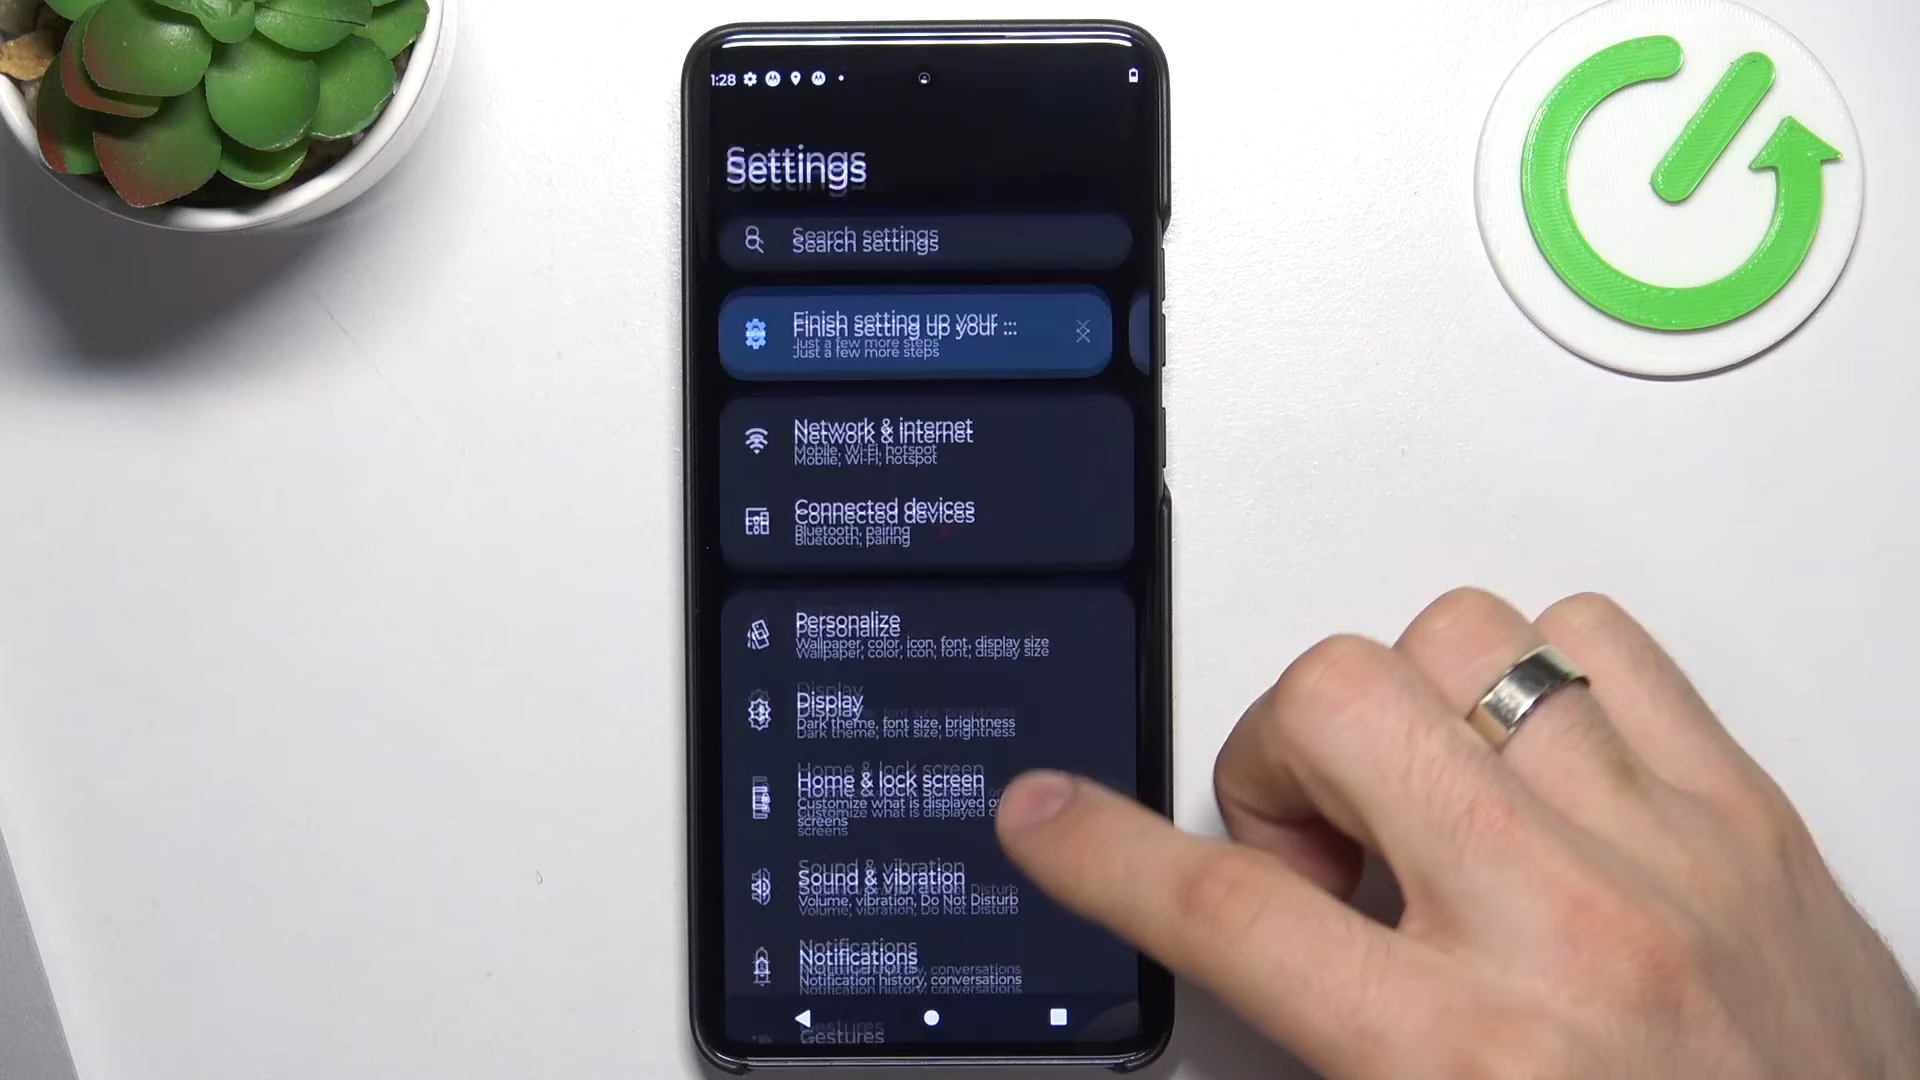 1:28
Settings
Search settings
Finish setting up your ...
Just a few more steps
Network & internet
Mobile, Wi-Fi, hotspot
Connected devices
Bluetooth, pairing
Personalize
Wallpaper, color, icon, font, display size
Display
Dark theme, font size, brightness
Home & lock screen
Customize what is displayed
screens
Sound & vibration
Volume, vibration, Do Not Disturb
Notifications
Notification history, conversations
Gestures